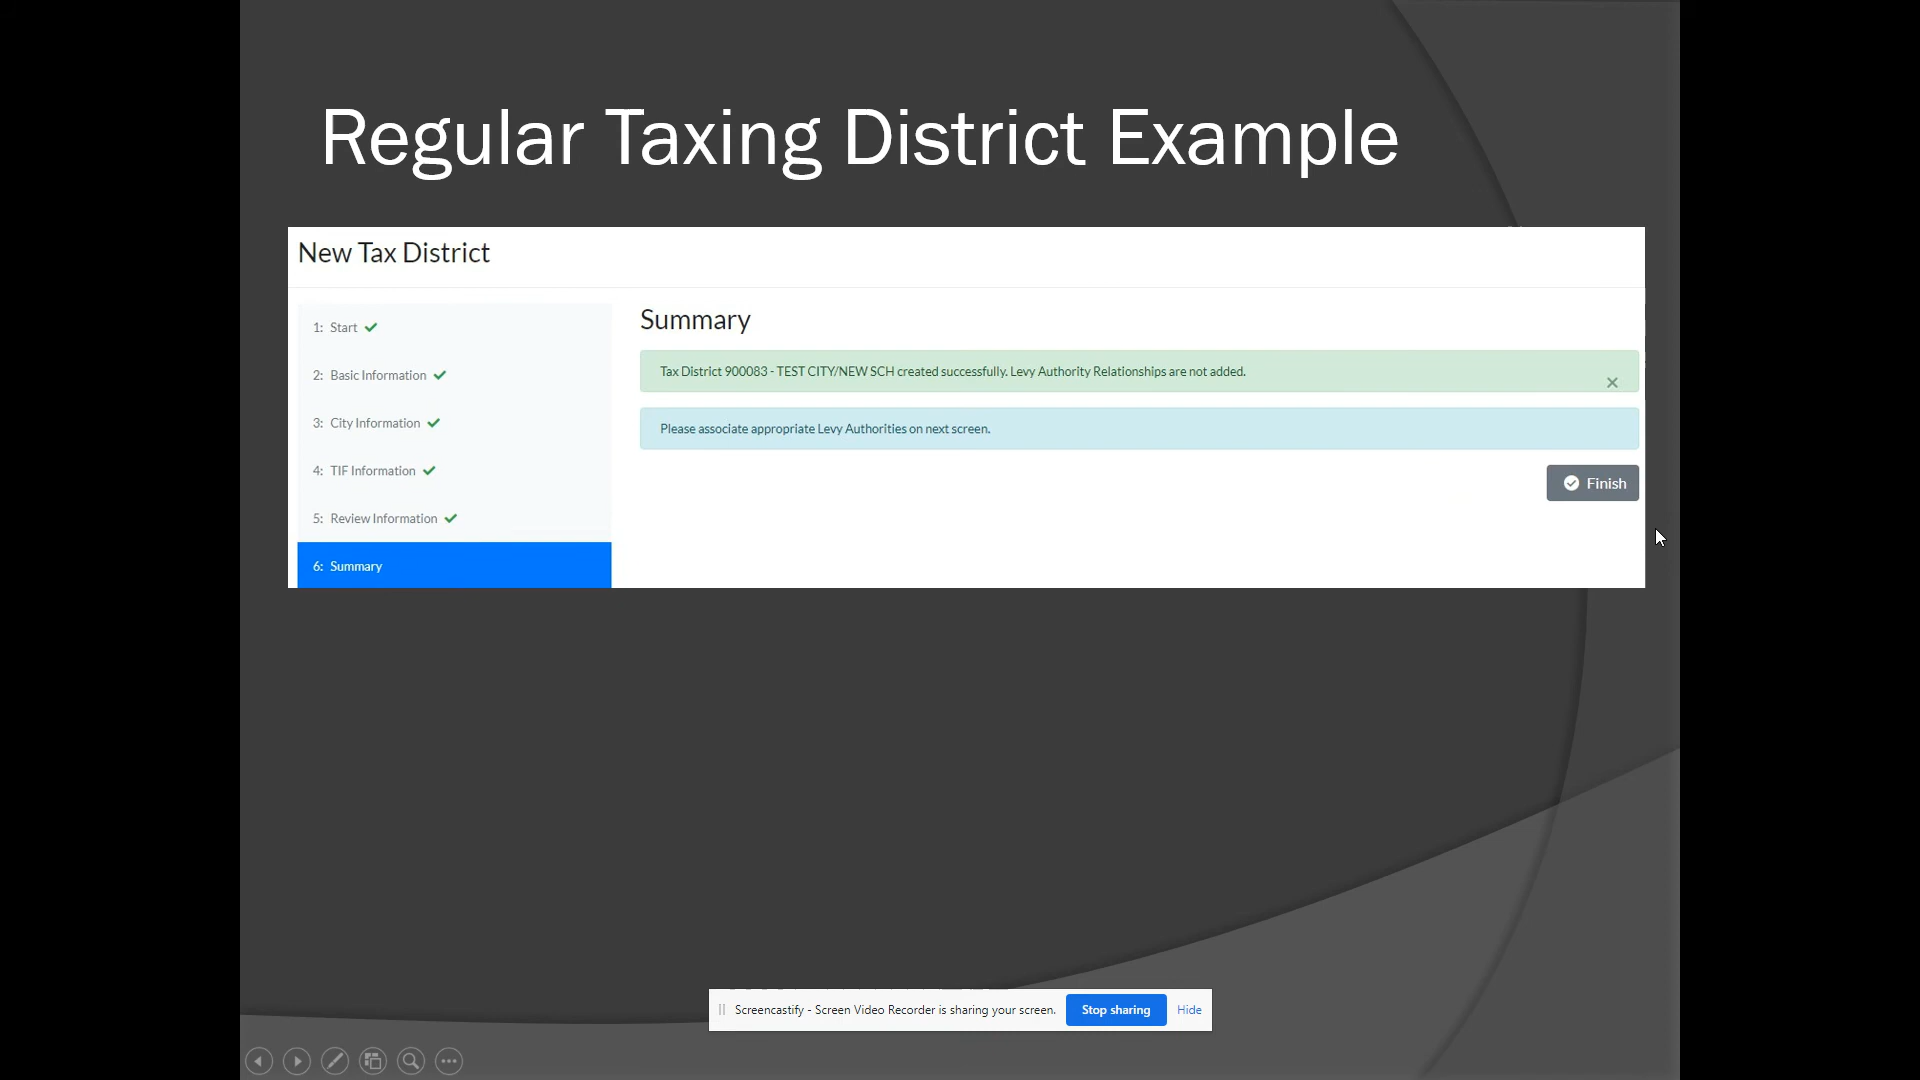 Regular Taxing District Example
New Tax District
1: Start
2: Basic Information
3: City Information
4: TIF Information
5: Review Information
6: Summary
Summary
Tax District 900083 - TEST CITY/NEW SCH created successfully. Levy Authority Relationships are not added.
Please associate appropriate Levy Authorities on next screen.
Finish
Screencastify - Screen Video Recorder is sharing your screen.
Stop sharing
Hide